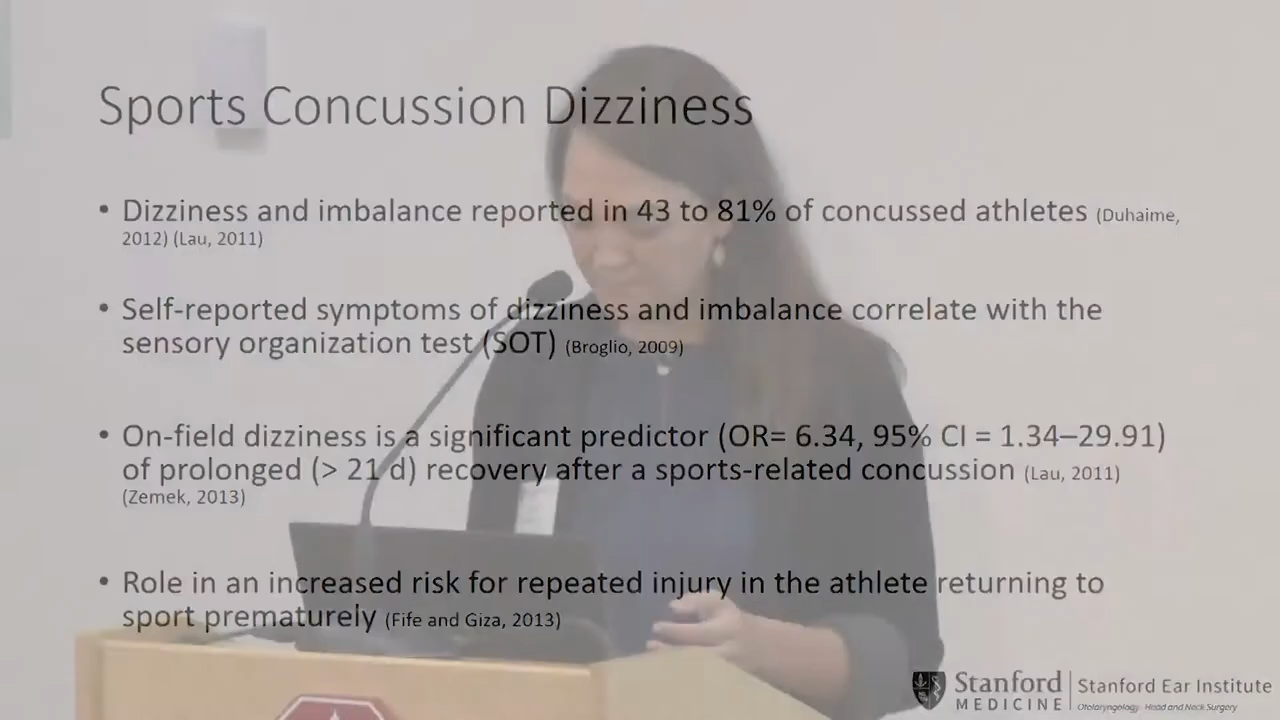 Sports Concussion Dizziness
• Dizziness and imbalance reported in 43 to 81% of concussed athletes (Duhaime,
2012) (Lau, 2011)
• Self-reported symptoms of dizziness and imbalance correlate with the
sensory organization test (SOT) (Broglio, 2009)
• On-field dizziness is a significant predictor (OR= 6.34, 95% CI = 1.34–29.91)
of prolonged (> 21 d) recovery after a sports-related concussion (Lau, 2011)
(Zemek, 2013)
• Role in an increased risk for repeated injury in the athlete returning to
sport prematurely (Fife and Giza, 2013)
Stanford
MEDICINE
Stanford Ear Institute
Otolaryngology- Head and Neck Surgery